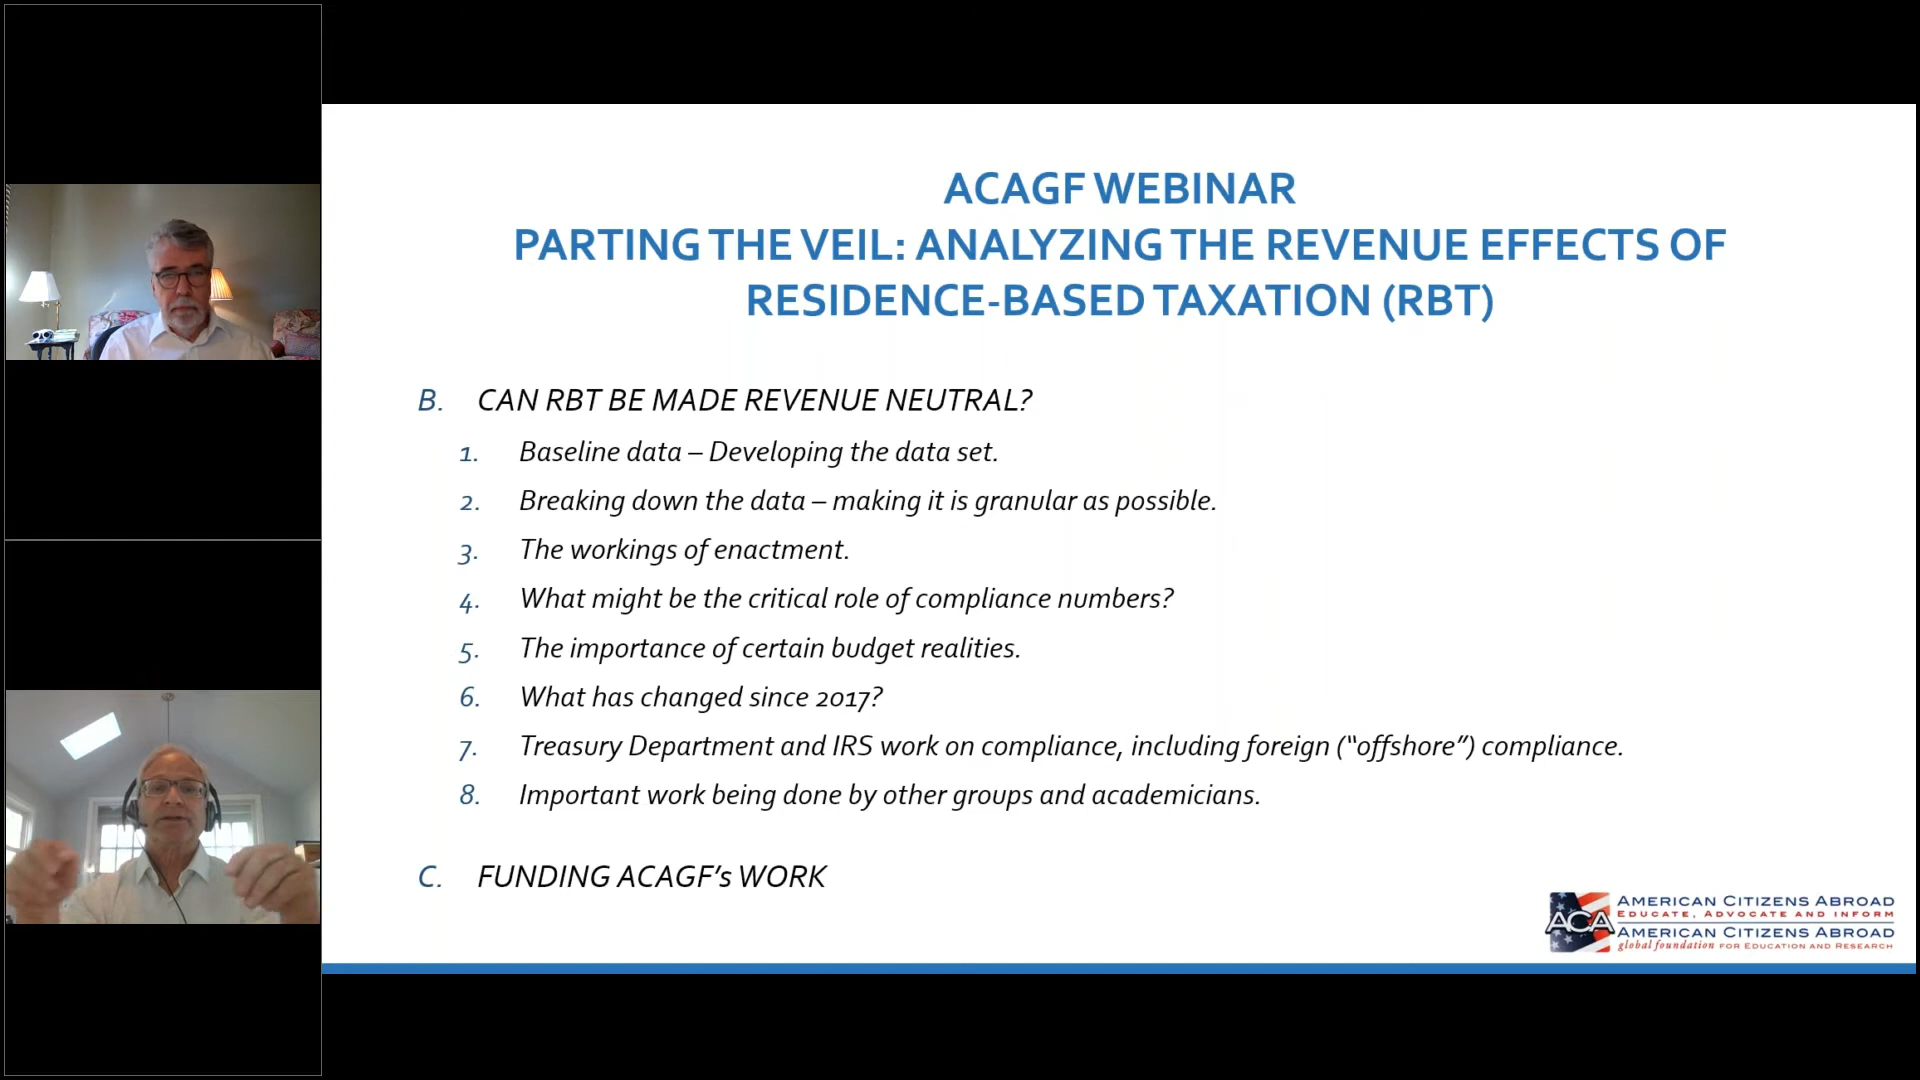 ACAGF WEBINAR
PARTING THE VEIL: ANALYZING THE REVENUE EFFECTS OF
RESIDENCE-BASED TAXATION (RBT)
B. CAN RBT BE MADE REVENUE NEUTRAL?
1. Baseline data – Developing the data set.
2. Breaking down the data – making it is granular as possible.
3. The workings of enactment.
4. What might be the critical role of compliance numbers?
5. The importance of certain budget realities.
6. What has changed since 2017?
7. Treasury Department and IRS work on compliance, including foreign (“offshore”) compliance.
8. Important work being done by other groups and academicians.
C. FUNDING ACAGF’s WORK
ACA
AMERICAN CITIZENS ABROAD
EDUCATE, ADVOCATE AND INFORM
AMERICAN CITIZENS ABROAD
global foundation FOR EDUCATION AND RESEARCH